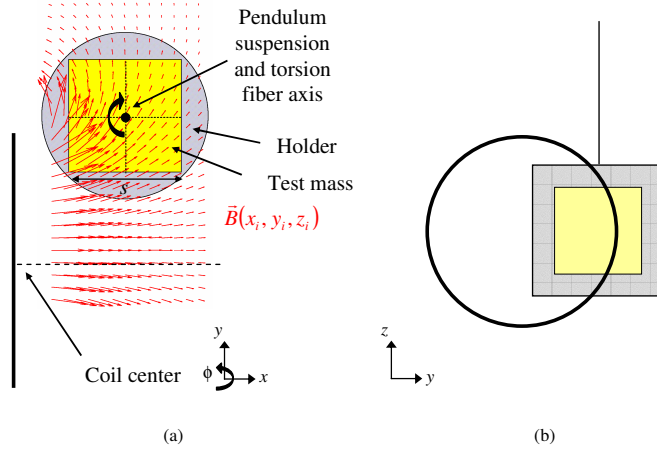 Pendulum
suspension
and torsion
fiber axis
Holder
Test mass
s
B⃗(xᵢ, yᵢ, zᵢ)
Coil center
y
ϕ
x
z
y
(a)
(b)